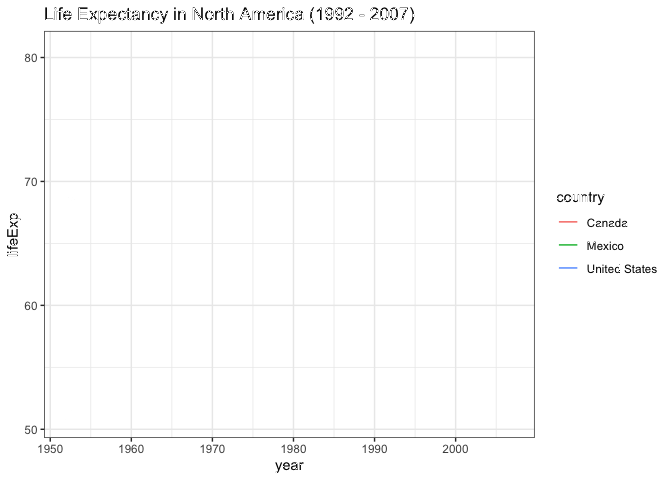 Life Expectancy in North America (1992 - 2007)
80
70
60
50
lifeExp
1950 1960 1970 1980 1990 2000
year
country
Canada
Mexico
United States